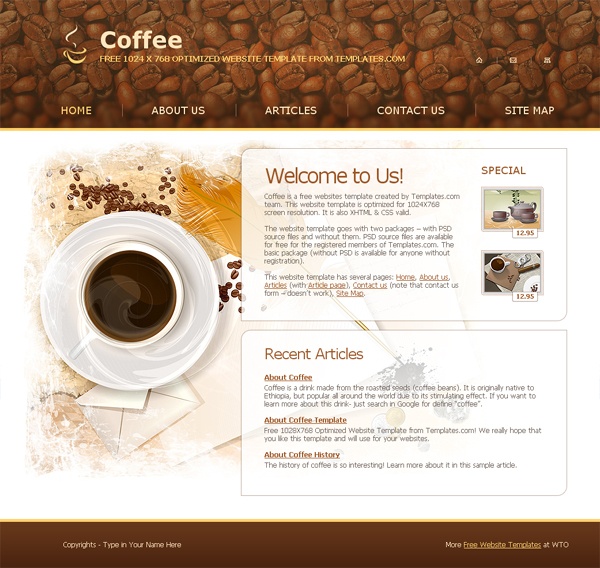 Coffee
FREE 1024 X 768 OPTIMIZED WEBSITE TEMPLATE FROM TEMPLATES.COM
HOME
ABOUT US
ARTICLES
CONTACT US
SITE MAP
Welcome to Us!
Coffee is a free websites template created by Templates.com
team. This website template is optimized for 1024X768
screen resolution. It is also XHTML & CSS valid.
The website template goes with two packages – with PSD
source files and without them. PSD source files are available
for free for the registered members of Templates.com. The
basic package (without PSD is available for anyone without
registration).
This website template has several pages: Home, About us,
Articles (with Article page), Contact us (note that contact us
form – doesn't work), Site Map.
SPECIAL
12.95
12.95
Recent Articles
About Coffee
Coffee is a drink made from the roasted seeds (coffee beans). It is originally native to
Ethiopia, but popular all around the world due to its stimulating effect. If you want to
learn more about this drink- just search in Google for define "coffee".
About Coffee Template
Free 1028X768 Optimized Website Template from Templates.com! We really hope that
you like this template and will use for your websites.
About Coffee History
The history of coffee is so interesting! Learn more about it in this sample article.
Copyrights - Type in Your Name Here
More Free Website Templates at WTO